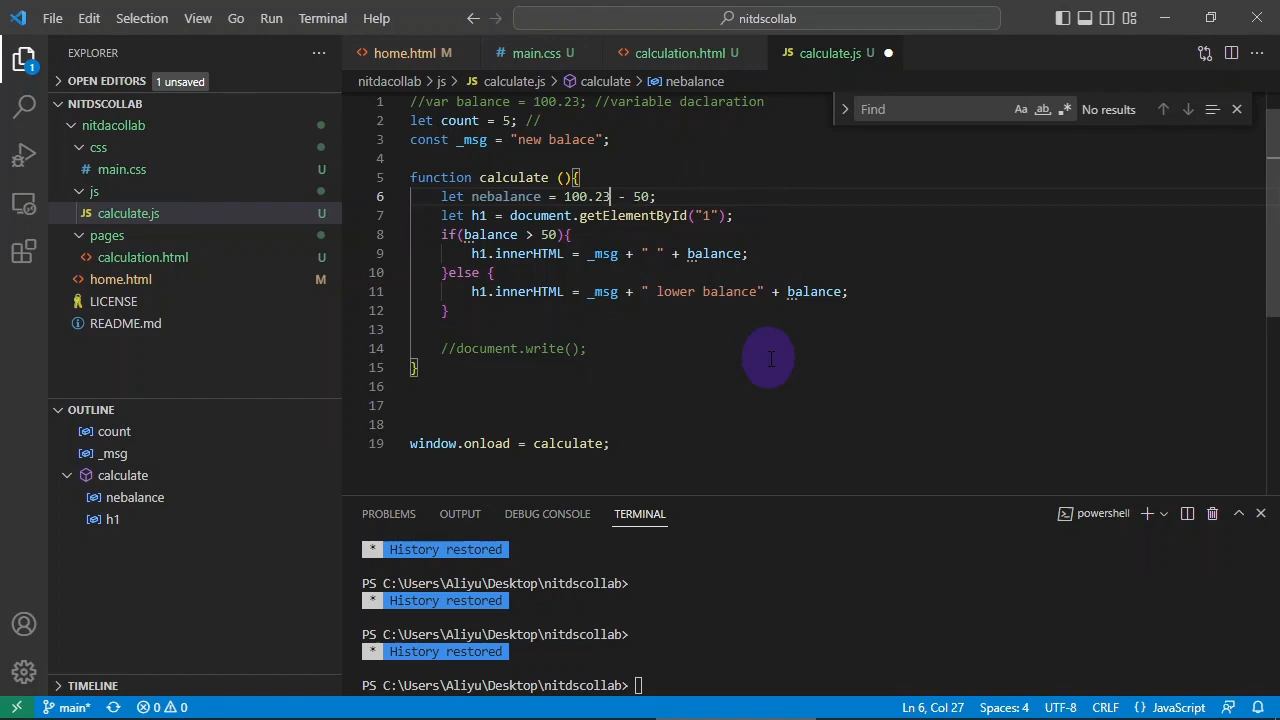 File Edit Selection View Go Run Terminal Help
nitdscollab
EXPLORER
OPEN EDITORS 1 unsaved
NITDSCOLLAB
nitdacollab
css
main.css U
js
JS calculate.js U
pages
calculation.html U
home.html M
LICENSE
README.md
OUTLINE
count
_msg
calculate
nebalance
h1
TIMELINE
home.html M
main.css U
calculation.html U
JS calculate.js U
nitdacollab > js > JS calculate.js > calculate > nebalance
Find
Aa ab No results
1 //var balance = 100.23; //variable daclaration
2 let count = 5; //
3 const _msg = "new balace";
4
5 function calculate (){
6 let nebalance = 100.23 - 50;
7 let h1 = document.getElementById("1");
8 if(balance > 50){
9 h1.innerHTML = _msg + " " + balance;
10 }else {
11 h1.innerHTML = _msg + " lower balance" + balance;
12 }
13
14 //document.write();
15 }
16
17
18
19 window.onload = calculate;
PROBLEMS OUTPUT DEBUG CONSOLE TERMINAL
powershell
* History restored
PS C:\Users\Aliyu\Desktop\nitdscollab>
* History restored
PS C:\Users\Aliyu\Desktop\nitdscollab>
* History restored
PS C:\Users\Aliyu\Desktop\nitdscollab>
1
main* 0 0
Ln 6, Col 27 Spaces: 4 UTF-8 CRLF {} JavaScript